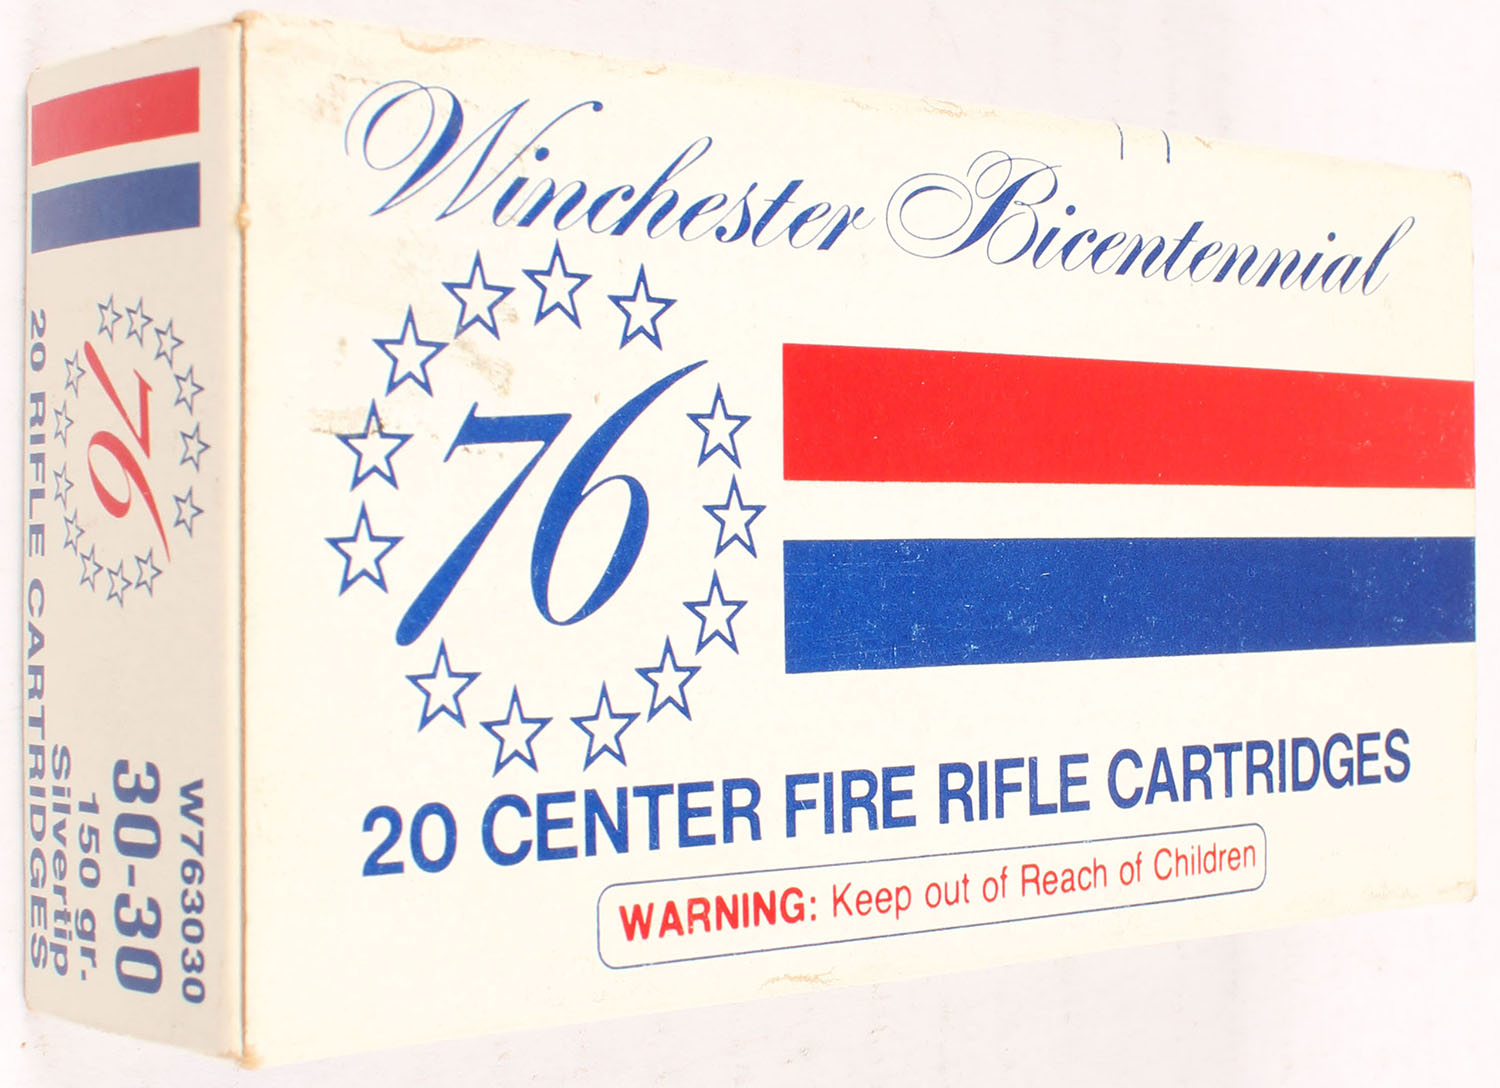 Winchester Bicentennial
76
20 CENTER FIRE RIFLE CARTRIDGES
WARNING: Keep out of Reach of Children
76
W763030
30-30
150 gr.
Silvertip
20 RIFLE CARTRIDGES